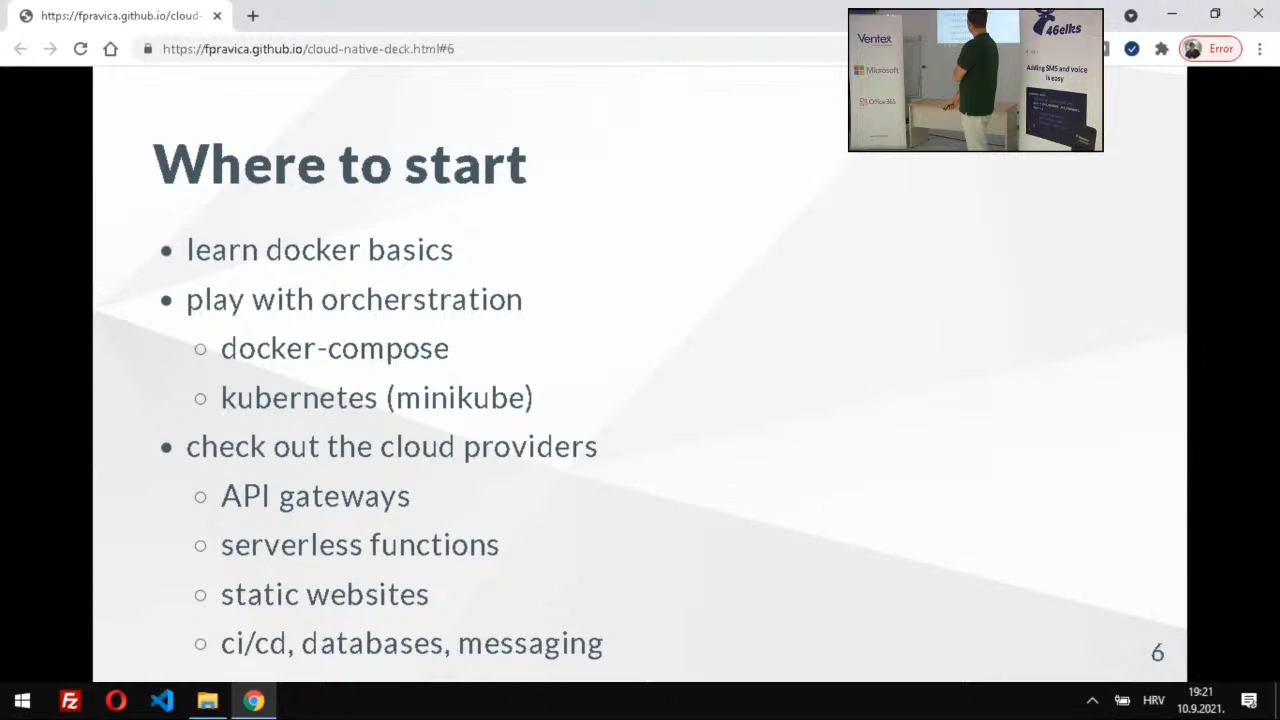 https://fpravica.github.io/cloud-
https://fpravica.github.io/cloud-native-deck.html#6
Error
Ventex
Microsoft
Office 365
46elks
Adding SMS and voice
is easy
Where to start
learn docker basics
play with orcherstration
docker-compose
kubernetes (minikube)
check out the cloud providers
API gateways
serverless functions
static websites
ci/cd, databases, messaging
6
HRV
19:21
10.9.2021.